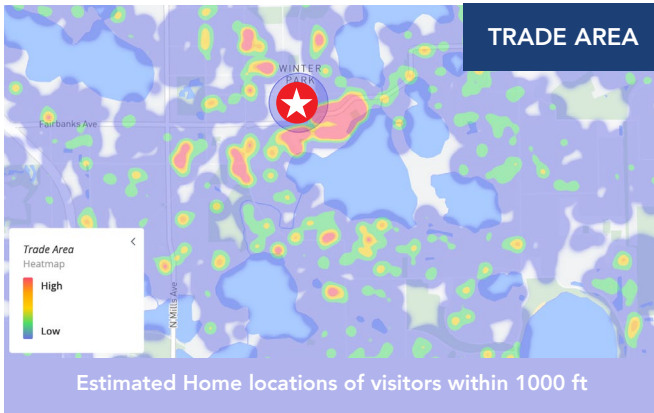 TRADE AREA
WINTER
PARK
Fairbanks Ave
Trade Area
Heatmap
High
Low
N Mills Ave
Estimated Home locations of visitors within 1000 ft